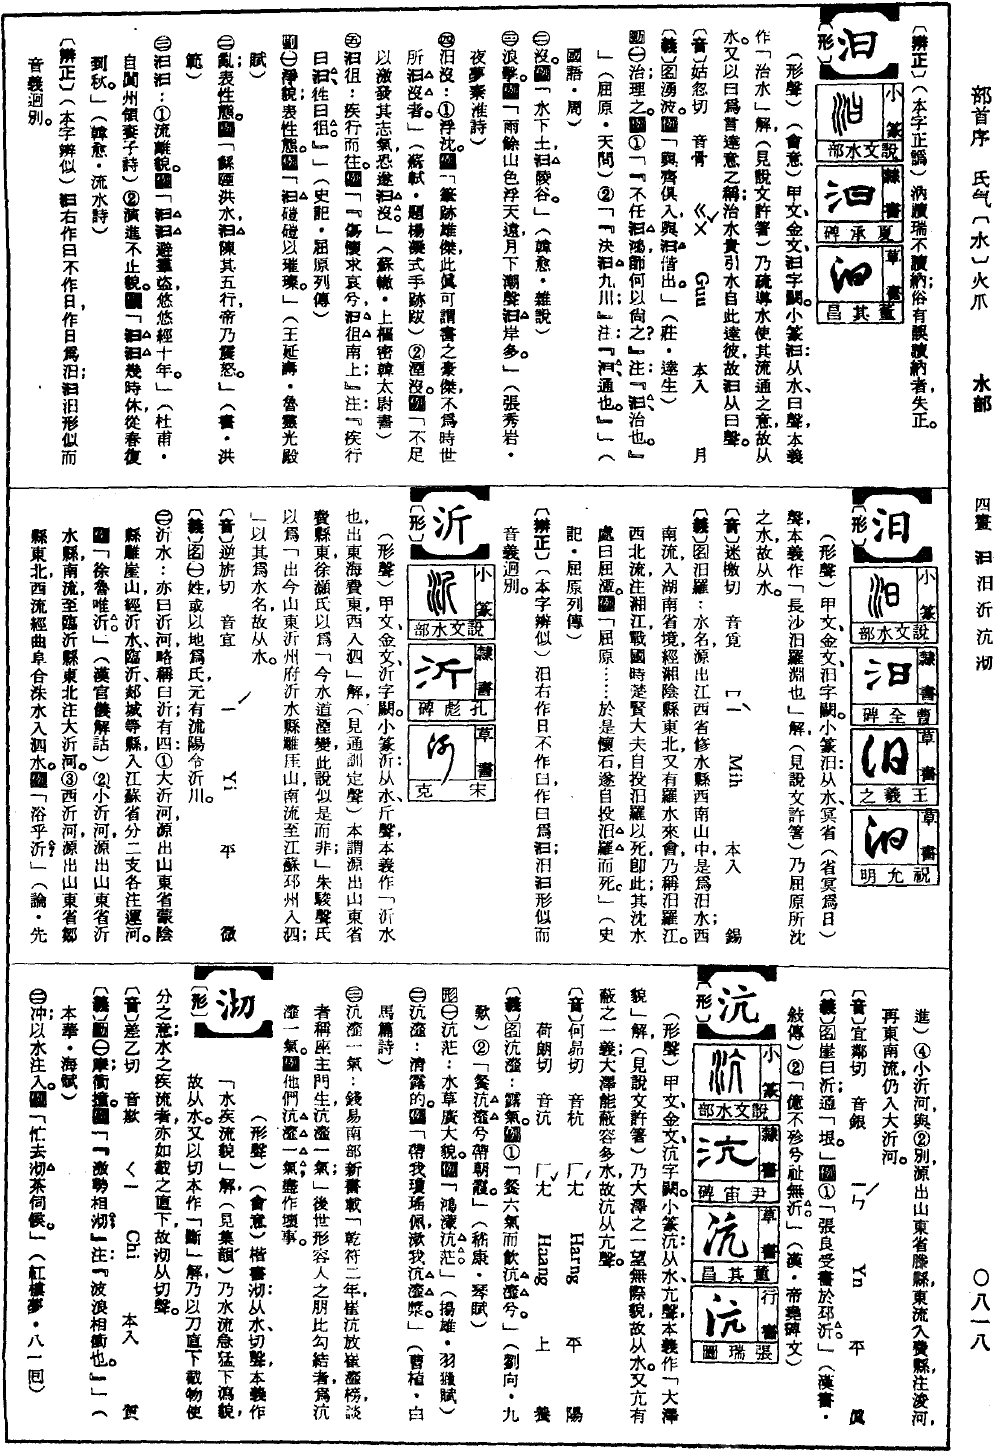 部首序　氏气〔水〕火爪　水部　四畫　汩汨沂沆沏　〇八一八
〔辨正〕（本字正譌）汭讀瑞不讀納；俗有誤讀納者，失正。
汩
〔形〕
小篆　說文水部
隸書　夏承碑
草書　董其昌
（形聲）（會意）甲文、金文、汩字闕。小篆汩：从水、曰聲，本義
作「治水」解，（見說文許箸）乃疏導水使其流通之意，故从
水。又以曰爲言達意之稱，治水貴引水自此達彼，故汩从曰聲。
〔音〕姑忽切　音骨　ㄍㄨˇ　Guu　本入　月
〔義〕名湧波。例「與齊俱入，與汩偕出。」（莊・達生）
動㊀治理之。例①「『不任汩鴻，師何以尙之？』注：『汩，治也。』
」（屈原・天問）②「『決汩九川』注『汩，通也。』」（
國語・周）
㊁沒。例「水下土，汩陵谷。」（韓愈・雜說）
㊂浪擊。例「雨餘山色浮天遠，月下潮聲汩岸多。」（張秀岩・
夜夢秦淮詩）
㊃汩沒：①浮沈。例「筆跡雄傑，此眞可謂書之豪傑，不爲時世
所汩沒者」（蘇軾・題楊凝式手跡跋）②湮沒。例「不足
以激發其志氣，恐遂汩沒」（蘇轍・上樞密韓太尉書）
㊄汩徂：疾行而往。例「『傷懷永哀兮，汩徂南土』注：『疾行
曰汩；徃曰徂。』」（史記・屈原列傳）
副㊀淨貌，表性態。例「汩磑磑以璀璨。」（王延壽・魯靈光殿
賦）
㊁亂，表性態。例「鯀陻洪水，汩陳其五行，帝乃震怒。」（書・洪
範）
㊂汩汩：①流離貌。例「汩汩避羣盜，悠悠經十年。」（杜甫・
自閬州領妻子詩）②演進不止貌。例「汩汩幾時休，從春復
到秋。」（韓愈・流水詩）
〔辨正〕（本字辨似）汩右作曰不作日，作日爲汨；汩汨形似而
音義迥別。
汨
〔形〕
小篆　說文水部
隸書　曹全碑
草書　王羲之
草書　祝允明
（形聲）甲文、金文汨字闕。小篆汨：从水、冥省（省冥爲日）
聲，本義作「長沙汨羅淵也」解，（見說文許箸）乃屈原所沈
之水，故从水。
〔音〕迷檄切　音覓　ㄇㄧˋ　Mih　本入　錫
〔義〕名汨羅：水名，源出江西省修水縣西南山中，是爲汨水；西
南流入湖南省境，經湘陰縣東北，又有羅水來會，乃稱汨羅江。
西北流注湘江，戰國時楚賢大夫自投汨羅以死，卽此；其沈水
處曰屈潭。例「屈原……於是懷石，遂自投汨羅而死。」（史
記・屈原列傳）
〔辨正〕（本字辨似）汨右作日不作曰，作曰爲汩；汨汩形似而
音義迥別。
沂
〔形〕
小篆　說文水部
隸書　孔彪碑
草書　宋克
（形聲）甲文、金文沂字闕。小篆沂：从水、斤聲，本義作「沂水
也，出東海費東，西入泗」解，（見通訓定聲）本謂源出山東省
費縣東，徐灝氏以爲「今水道湮變，此說似是而非」朱駿聲氏
以爲「出今山東沂州府沂水縣雕厓山，南流至江蘇邳州入泗；
」以其爲水名，故从水。
〔音〕逆旂切　音宜　ㄧˊ　Yi　平　微
〔義〕名㊀姓，或以地爲氏，元有溧陽令沂川。
㊁沂水：亦曰沂河，略稱曰沂，有四：①大沂河，源出山東省蒙陰
縣雕崖山，經沂水、臨沂、郯城等縣入江蘇省，分二支各注運河。
例「徐魯唯沂」（漢官儀解詁）②小沂河，源出山東省沂
水縣，南流至臨沂縣東北注大沂河。③西沂河，源出山東省鄒
縣東北，西流經曲阜合洙水，入泗水。例「浴乎沂」（論・先
進）④小沂河，與②別，源出山東省滕縣，東流入費縣，注浚河，
再東南流，仍入大沂河。
〔音〕宜鄰切　音銀　ㄧㄣˊ　Yn　平　眞
〔義〕名崖曰沂，通「垠」。例①「張良受書於邳沂」（漢書・
敍傳）②「億不殄兮祉無沂」（漢・帝堯碑文）
沆
〔形〕
小篆　說文水部
隸書　尹宙碑
草書　董其昌
行書　張瑞圖
（形聲）甲文、金文、沆字闕。小篆沆：从水、亢聲，本義作「大澤
貌」解，（見說文許箸）乃大澤之一望無際貌，故从水。又亢有
蔽之一義，大澤能蔽容多水，故沆从亢聲。
〔音〕何昂切　音杭　ㄏㄤˊ　Harng　平　陽
荷朗切　音沆　ㄏㄤˇ　Haang　上　養
〔義〕名沆瀣：露氣。例①「餐六氣而飲沆瀣兮。」（劉向・九
歎）②「餐沆瀣兮帶朝霞。」（嵇康・琴賦）
形㊀沆茫：水草廣大貌。例「鴻濛沆茫」（揚雄・羽獵賦）
㊁沆瀣：清露的。例「帶我瓊瑤佩，漱我沆瀣漿。」（曹植・白
馬篇詩）
㊂沆瀣一氣：錢易南部新書載「乾符二年，崔沆放崔瀣榜，談
者稱座主門生，沆瀣一氣；」後世形容人之朋比勾結者爲沆
瀣一氣。例他們沆瀣一氣，盡作壞事。
沏
〔形〕
（形聲）（會意）楷書沏：从水、切聲，本義作
「水疾流貌」解，（見集韻）乃水流急猛下瀉貌，
故从水。又以切本作「斷」解，乃以刀直下截物使
分之意，水之疾流者亦如截之直下，故沏从切聲。
〔音〕差乙切　音歘　ㄑㄧ　Chi　本入　質
〔義〕動㊀摩衝撞。例「『激勢相沏』注：『波浪相衝也。』」（
木華・海賦）
㊁沖，以水注入。例「忙去沏茶伺候。」（紅樓夢・八一囘）